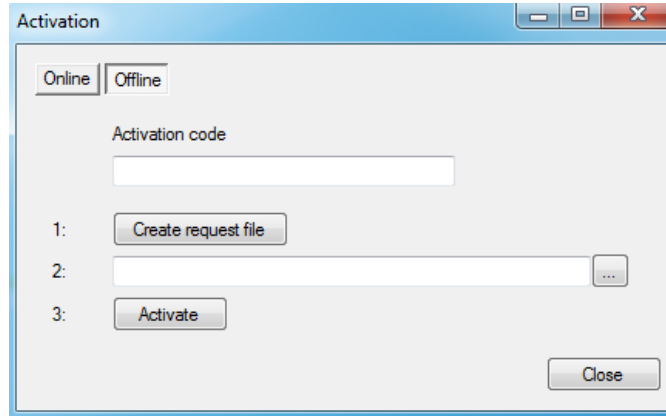 Activation
Online Offline
Activation code
1: Create request file
2: ...
3: Activate
Close